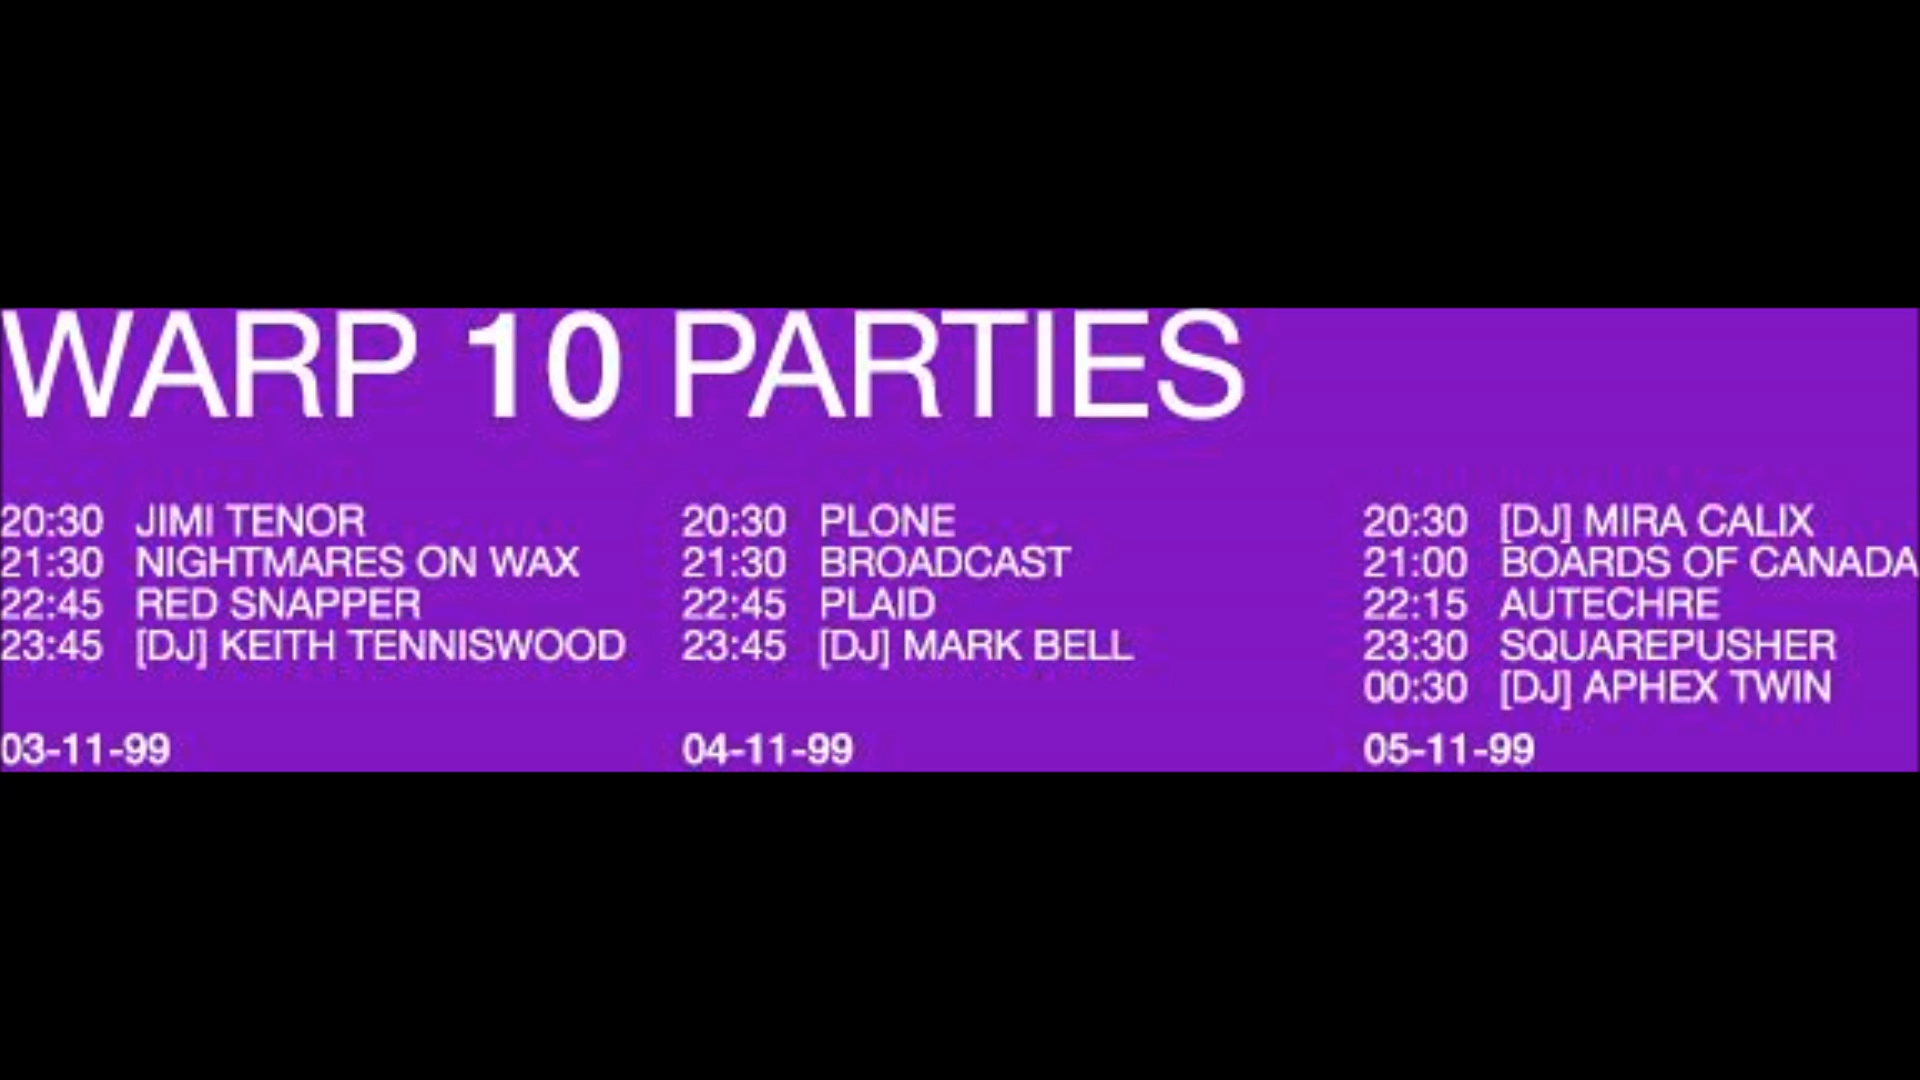 WARP 10 PARTIES
20:30 JIMI TENOR
21:30 NIGHTMARES ON WAX
22:45 RED SNAPPER
23:45 [DJ] KEITH TENNISWOOD
03-11-99
20:30 PLONE
21:30 BROADCAST
22:45 PLAID
23:45 [DJ] MARK BELL
04-11-99
20:30 [DJ] MIRA CALIX
21:00 BOARDS OF CANADA
22:15 AUTECHRE
23:30 SQUAREPUSHER
00:30 [DJ] APHEX TWIN
05-11-99